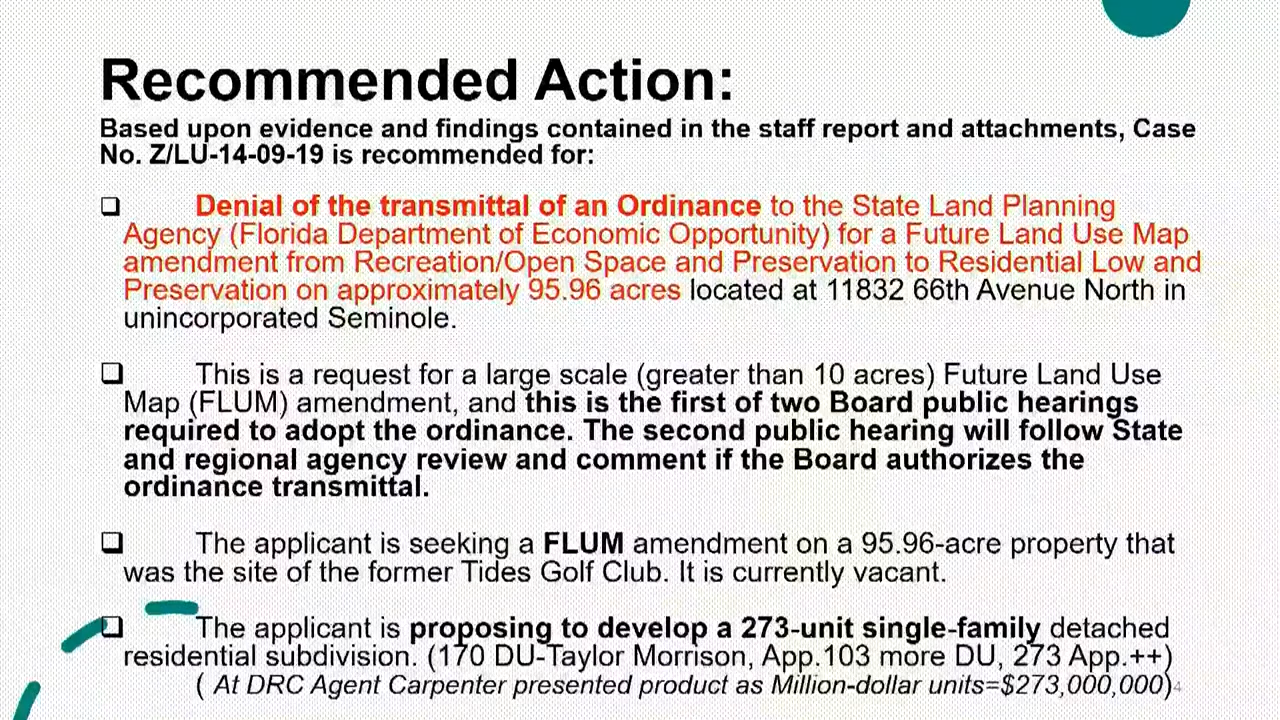 Recommended Action:
Based upon evidence and findings contained in the staff report and attachments, Case
No. Z/LU-14-09-19 is recommended for:
❑ Denial of the transmittal of an Ordinance to the State Land Planning
Agency (Florida Department of Economic Opportunity) for a Future Land Use Map
amendment from Recreation/Open Space and Preservation to Residential Low and
Preservation on approximately 95.96 acres located at 11832 66th Avenue North in
unincorporated Seminole.
❑ This is a request for a large scale (greater than 10 acres) Future Land Use
Map (FLUM) amendment, and this is the first of two Board public hearings
required to adopt the ordinance. The second public hearing will follow State
and regional agency review and comment if the Board authorizes the
ordinance transmittal.
❑ The applicant is seeking a FLUM amendment on a 95.96-acre property that
was the site of the former Tides Golf Club. It is currently vacant.
❑ The applicant is proposing to develop a 273-unit single-family detached
residential subdivision. (170 DU-Taylor Morrison, App.103 more DU, 273 App.++)
( At DRC Agent Carpenter presented product as Million-dollar units=$273,000,000) 4